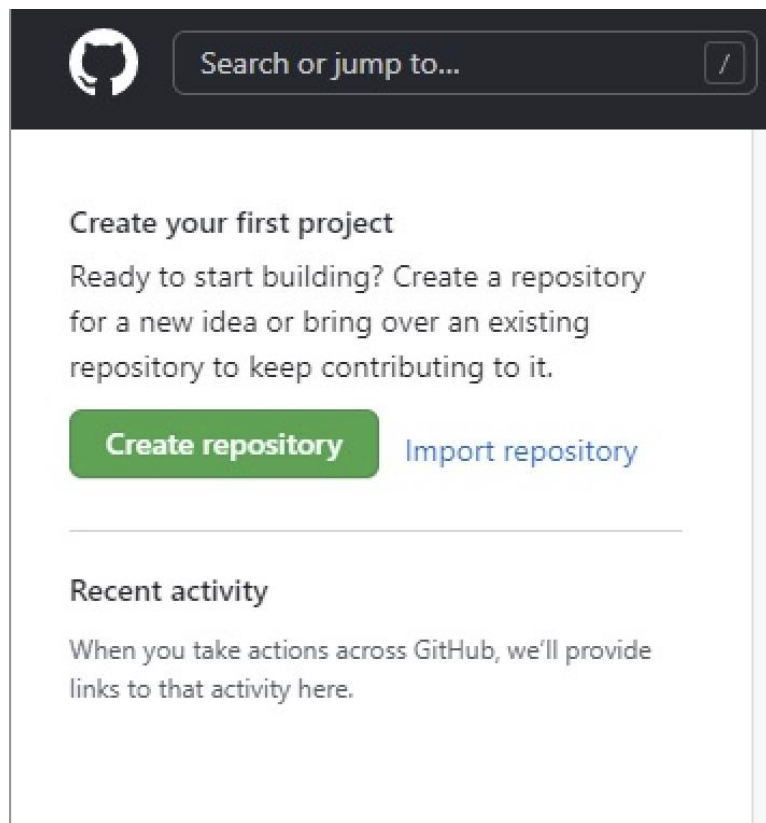 Search or jump to... /
Create your first project
Ready to start building? Create a repository
for a new idea or bring over an existing
repository to keep contributing to it.
Create repository Import repository
Recent activity
When you take actions across GitHub, we’ll provide
links to that activity here.